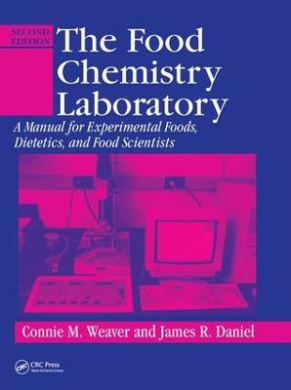 SECOND
EDITION
The Food
Chemistry
Laboratory
A Manual for Experimental Foods,
Dietetics, and Food Scientists
Connie M. Weaver and James R. Daniel
CRC Press